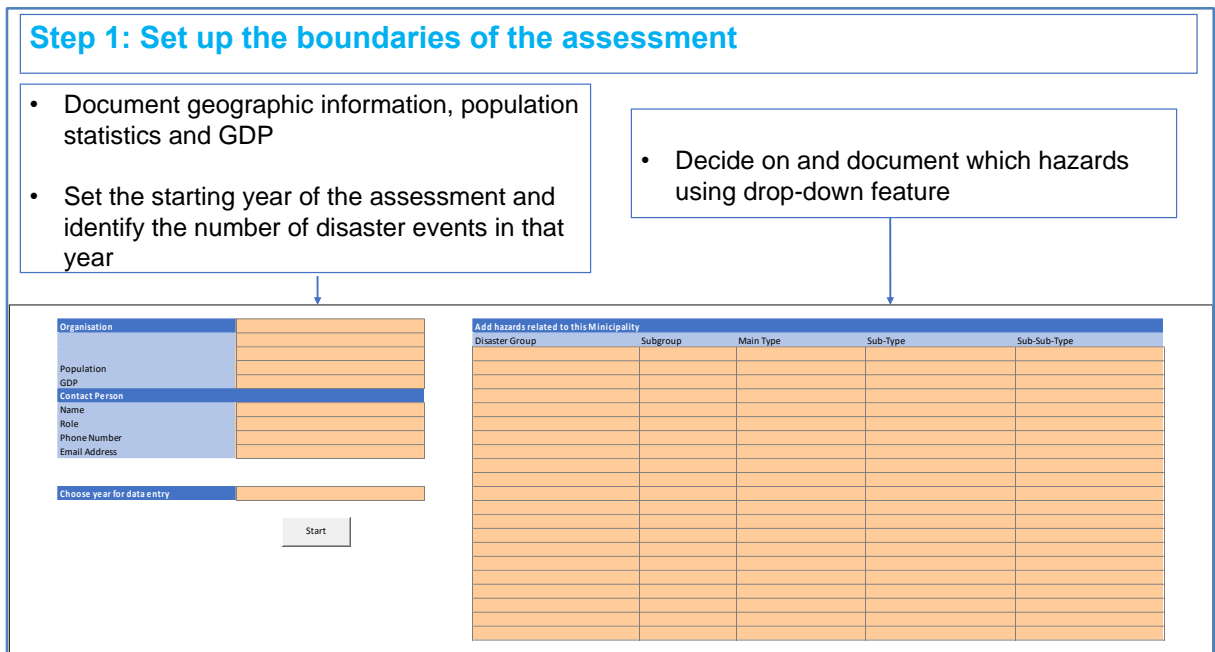 Step 1: Set up the boundaries of the assessment
• Document geographic information, population
statistics and GDP
• Set the starting year of the assessment and
identify the number of disaster events in that
year
• Decide on and document which hazards
using drop-down feature
Organisation
Population
GDP
Contact Person
Name
Role
Phone Number
Email Address
Choose year for data entry
Start
Add hazards related to this Minicipality
Disaster Group Subgroup Main Type Sub-Type Sub-Sub-Type